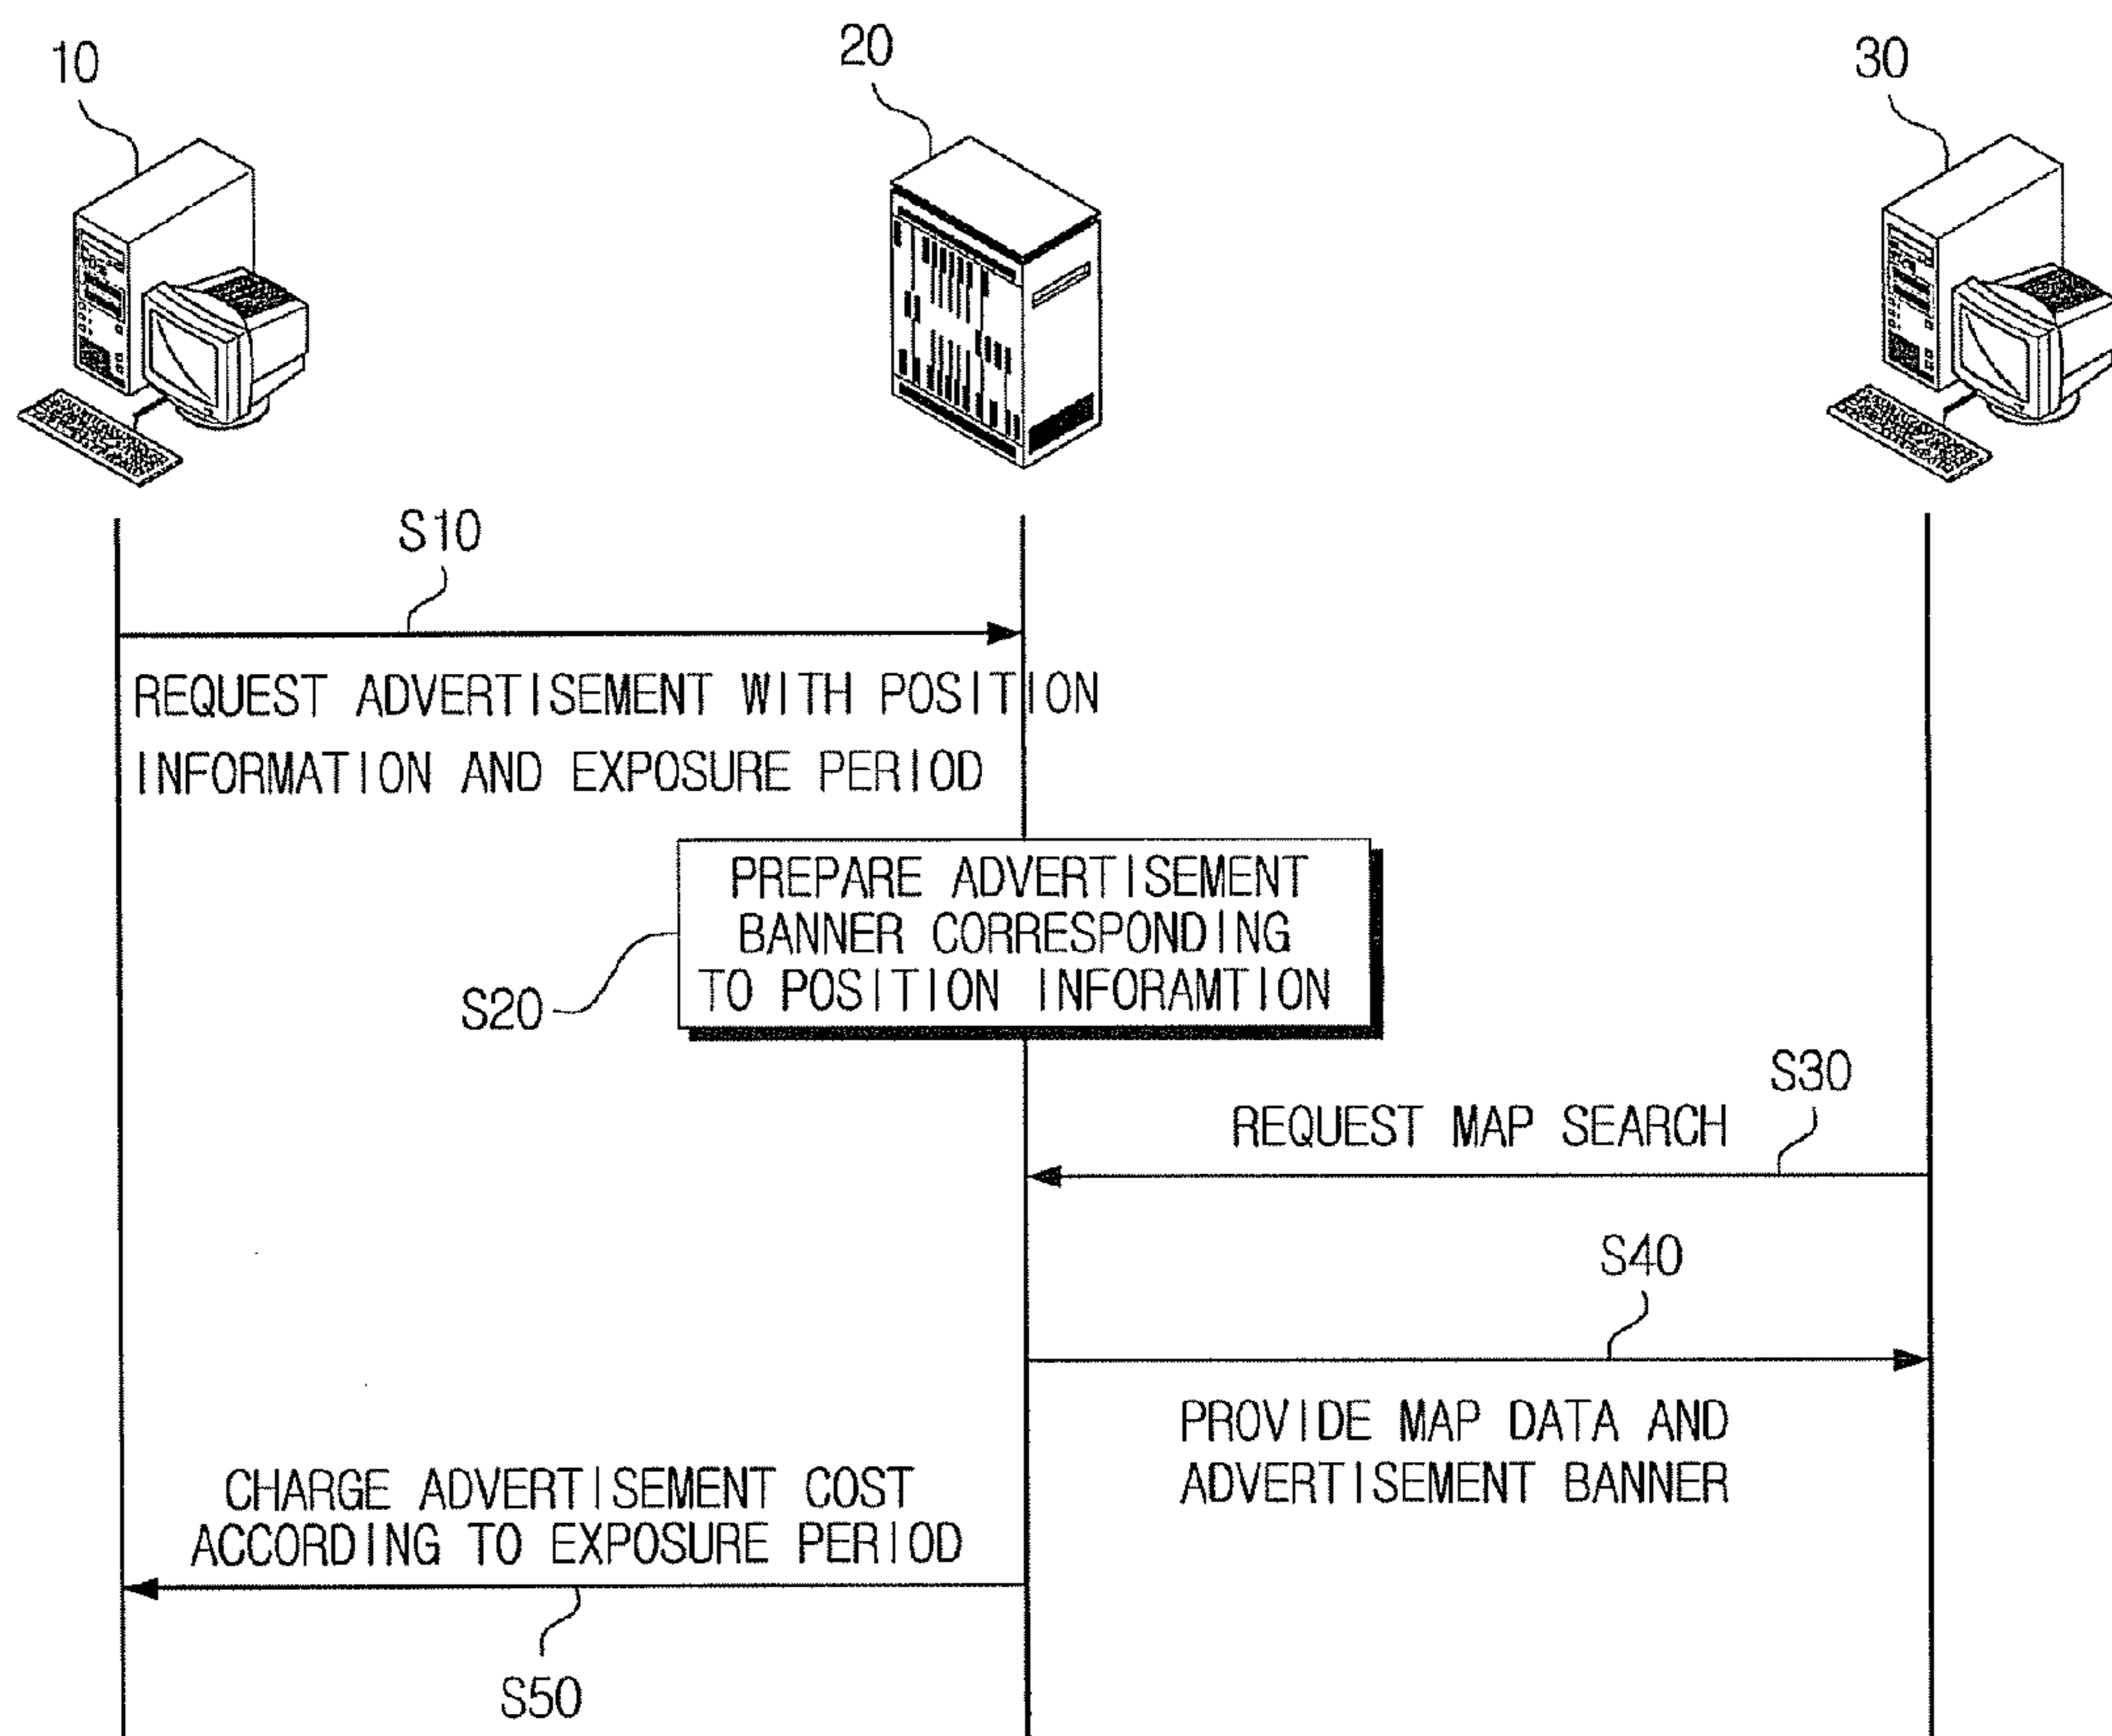 10
20
30
S10
REQUEST ADVERTISEMENT WITH POSITION
INFORMATION AND EXPOSURE PERIOD
PREPARE ADVERTISEMENT
BANNER CORRESPONDING
TO POSITION INFORAMTION
S20
S30
REQUEST MAP SEARCH
S40
PROVIDE MAP DATA AND
ADVERTISEMENT BANNER
CHARGE ADVERTISEMENT COST
ACCORDING TO EXPOSURE PERIOD
S50